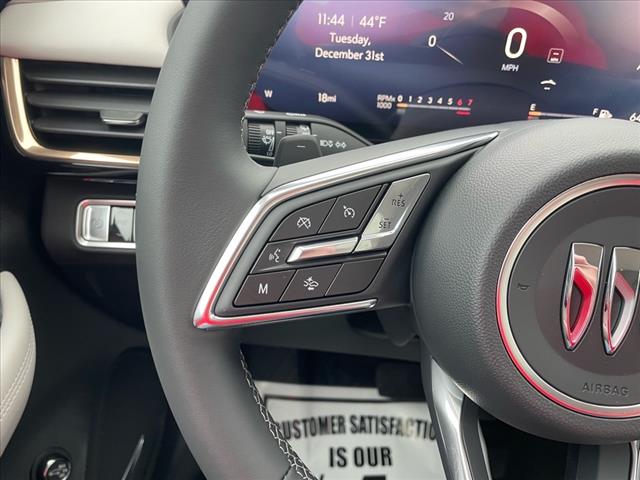 11:44 44°F
Tuesday,
December 31st
20
0
0
MPH
W 18mi
RPM×
1000 0 1 2 3 4 5 6 7
E F
+
RES
SET
M
AIRBAG
CUSTOMER SATISFACTION
IS OUR